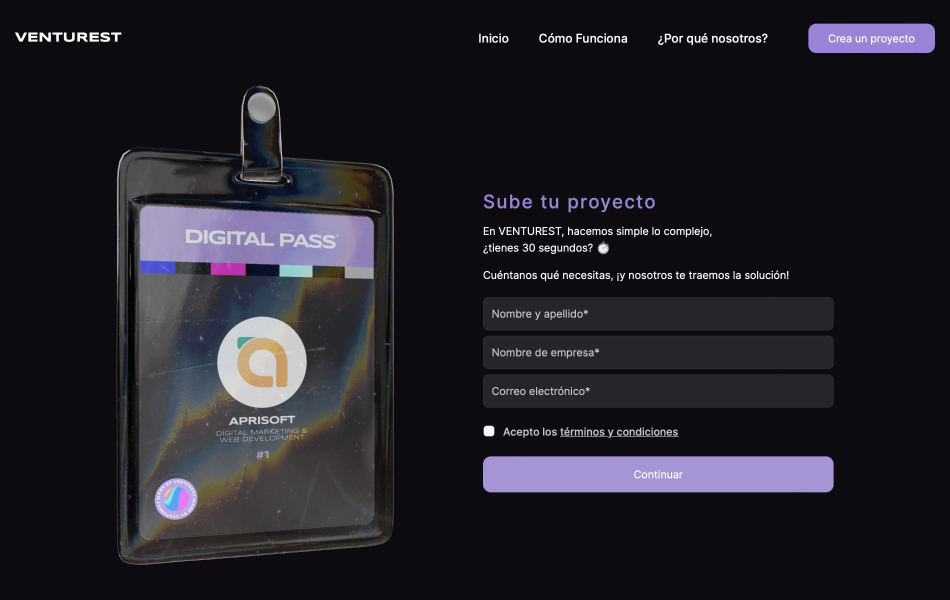 VENTUREST
Inicio
Cómo Funciona
¿Por qué nosotros?
Crea un proyecto
DIGITAL PASS
APRISOFT
DIGITAL MARKETING &
WEB DEVELOPMENT
#1
Sube tu proyecto
En VENTUREST, hacemos simple lo complejo,
¿tienes 30 segundos? ⏱️
Cuéntanos qué necesitas, ¡y nosotros te traemos la solución!
Nombre y apellido*
Nombre de empresa*
Correo electrónico*
Acepto los términos y condiciones
Continuar